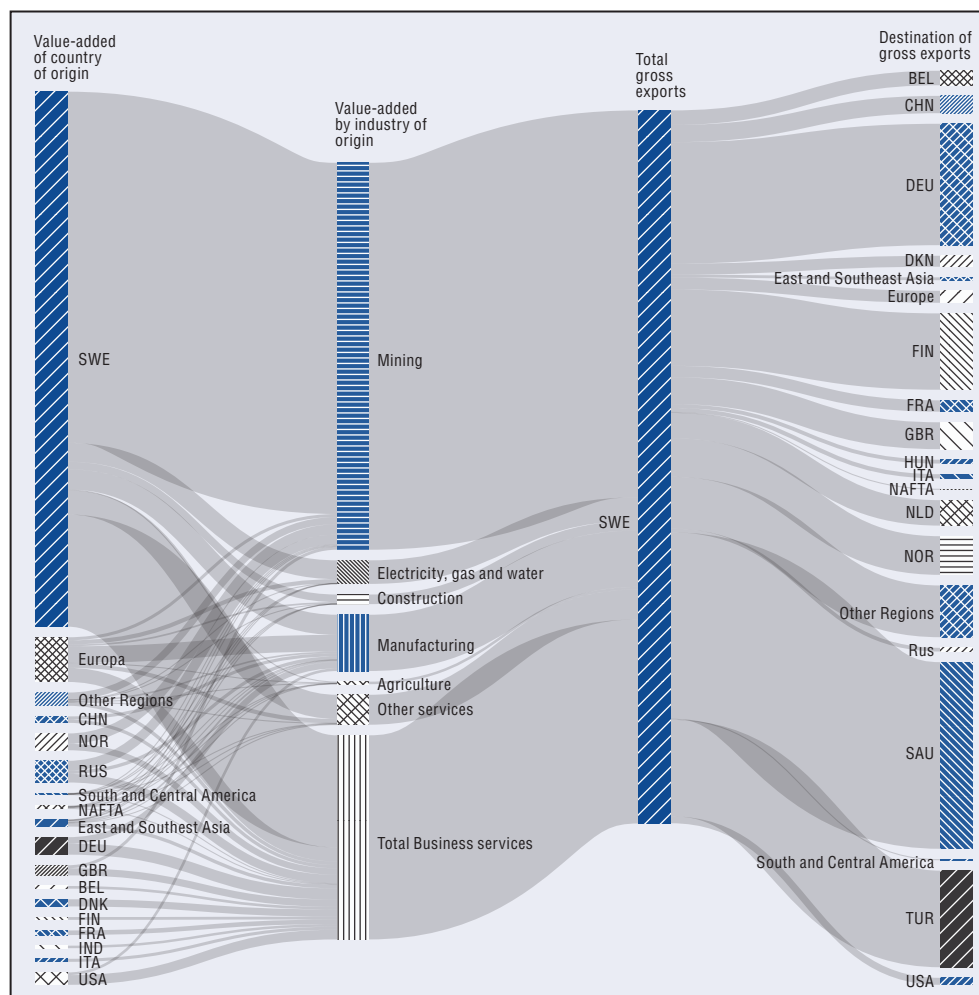 Value-added
of country
of origin
SWE
Europa
Other Regions
CHN
NOR
RUS
South and Central America
NAFTA
East and Southest Asia
DEU
GBR
BEL
DNK
FIN
FRA
IND
ITA
USA
Value-added
by industry of
origin
Mining
Electricity, gas and water
Construction
Manufacturing
Agriculture
Other services
Total Business services
Total
gross
exports
SWE
Destination of
gross exports
BEL
CHN
DEU
DKN
East and Southeast Asia
Europe
FIN
FRA
GBR
HUN
ITA
NAFTA
NLD
NOR
Other Regions
Rus
SAU
South and Central America
TUR
USA